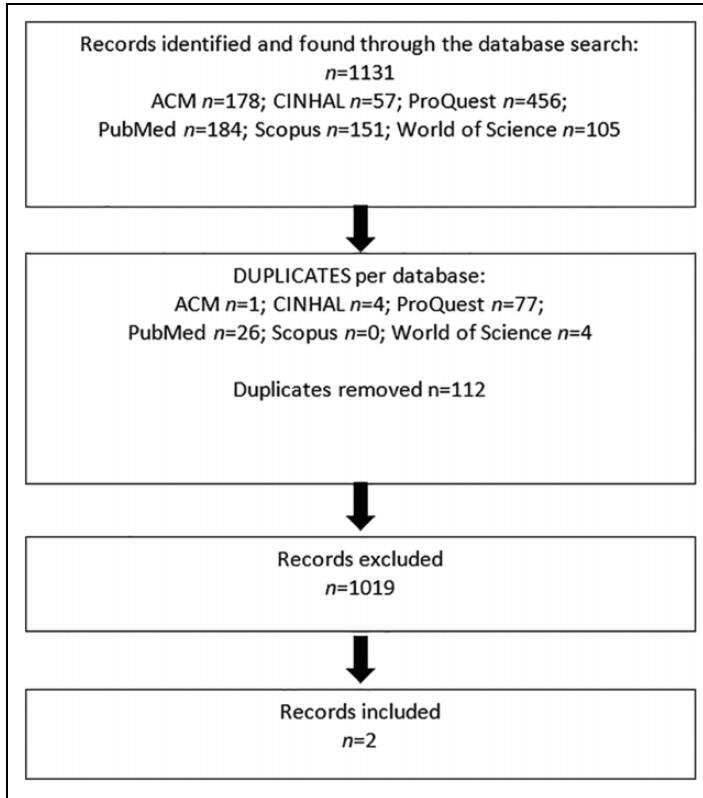 Records identified and found through the database search:
n=1131
ACM n=178; CINHAL n=57; ProQuest n=456;
PubMed n=184; Scopus n=151; World of Science n=105
DUPLICATES per database:
ACM n=1; CINHAL n=4; ProQuest n=77;
PubMed n=26; Scopus n=0; World of Science n=4
Duplicates removed n=112
Records excluded
n=1019
Records included
n=2